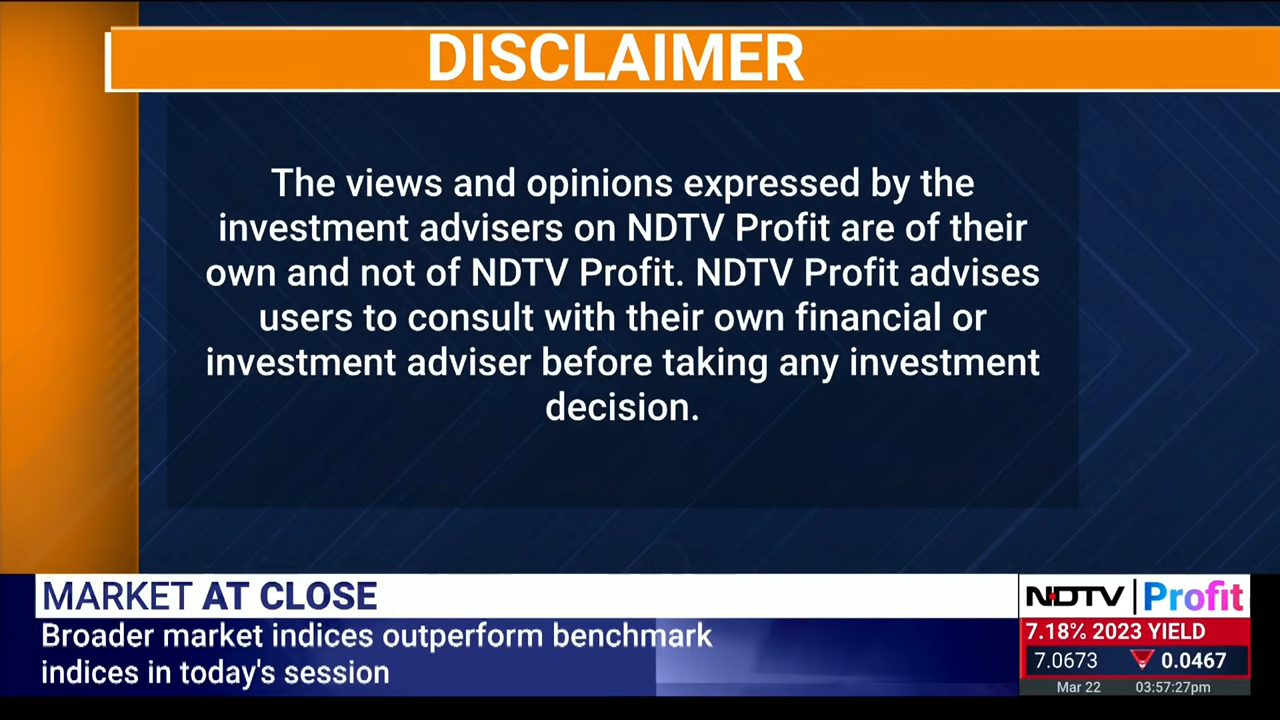 DISCLAIMER
The views and opinions expressed by the
investment advisers on NDTV Profit are of their
own and not of NDTV Profit. NDTV Profit advises
users to consult with their own financial or
investment adviser before taking any investment
decision.
MARKET AT CLOSE
Broader market indices outperform benchmark
indices in today's session
NDTV Profit
7.18% 2023 YIELD
7.0673 0.0467
Mar 22 03:57:27pm